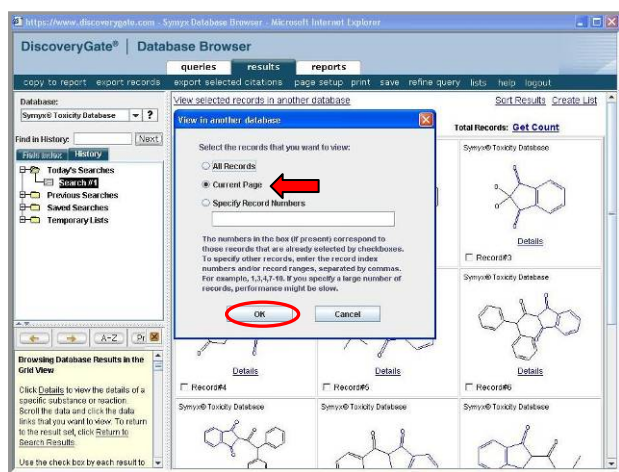 https://www.discoverygate.com - Symyx Database Browser - Microsoft Internet Explorer
DiscoveryGate® | Database Browser
queries results reports
copy to report export records export selected citations page setup print save refine query lists help logout
Database:
Symyx® Toxicity Database ?
Find in History: Next
Field Index History
Today's Searches
Search #1
Previous Searches
Saved Searches
Temporary Lists
A-Z Pr
Browsing Database Results in the
Grid View
Click Details to view the details of a
specific substance or reaction.
Scroll the data and click the data
links that you want to view. To return
to the result set, click Return to
Search Results.
Use the check box by each result to
View selected records in another database Sort Results Create List
Total Records: Get Count
View in another database
Select the records that you want to view:
All Records
Current Page
Specify Record Numbers
The numbers in the box (if present) correspond to
those records that are already selected by checkboxes.
To specify other records, enter the record index
numbers and/or record ranges, separated by commas.
For example, 1,3,4,7-10. If you specify a large number of
records, performance might be slow.
OK Cancel
Symyx® Toxicity Database
Details
Record#3
Symyx® Toxicity Database
Details Details Details
Record#4 Record#5 Record#6
Symyx® Toxicity Database Symyx® Toxicity Database Symyx® Toxicity Database